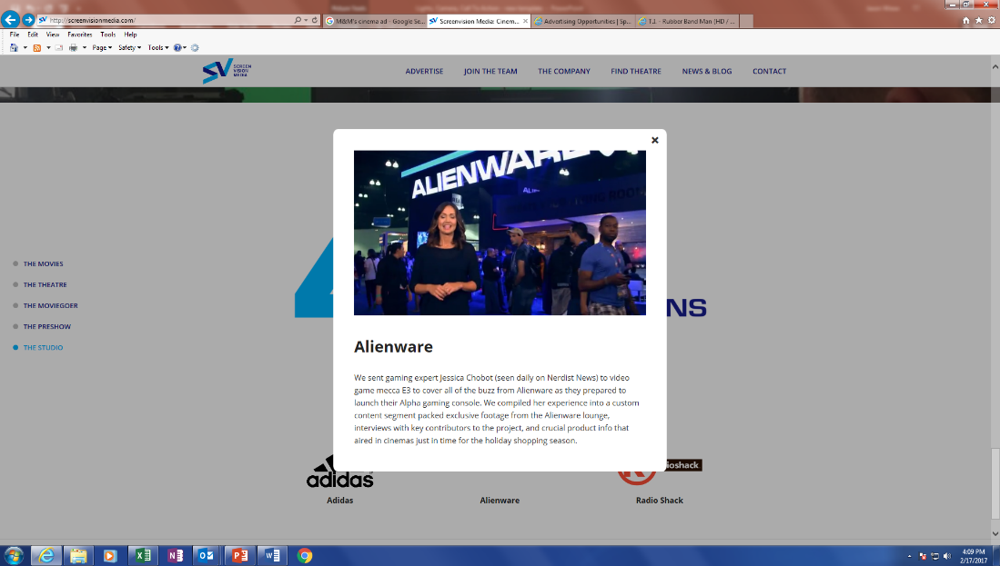 http://screenvisionmedia.com/
M&M's cinema ad - Google Se...
Screenvision Media: Cinem...
Advertising Opportunities | Sp...
T.I. - Rubber Band Man (HD / ...
File Edit View Favorites Tools Help
Page Safety Tools
SV SCREEN
VISION
MEDIA
ADVERTISE JOIN THE TEAM THE COMPANY FIND THEATRE NEWS & BLOG CONTACT
ALIENWARE
ALIE
THE MOVIES
THE THEATRE
THE MOVIEGOER
THE PRESHOW
THE STUDIO
4
NS
Alienware
We sent gaming expert Jessica Chobot (seen daily on Nerdist News) to video
game mecca E3 to cover all of the buzz from Alienware as they prepared to
launch their Alpha gaming console. We compiled her experience into a custom
content segment packed exclusive footage from the Alienware lounge,
interviews with key contributors to the project, and crucial product info that
aired in cinemas just in time for the holiday shopping season.
adidas
ioshack
Adidas Alienware Radio Shack
4:09 PM
2/17/2017